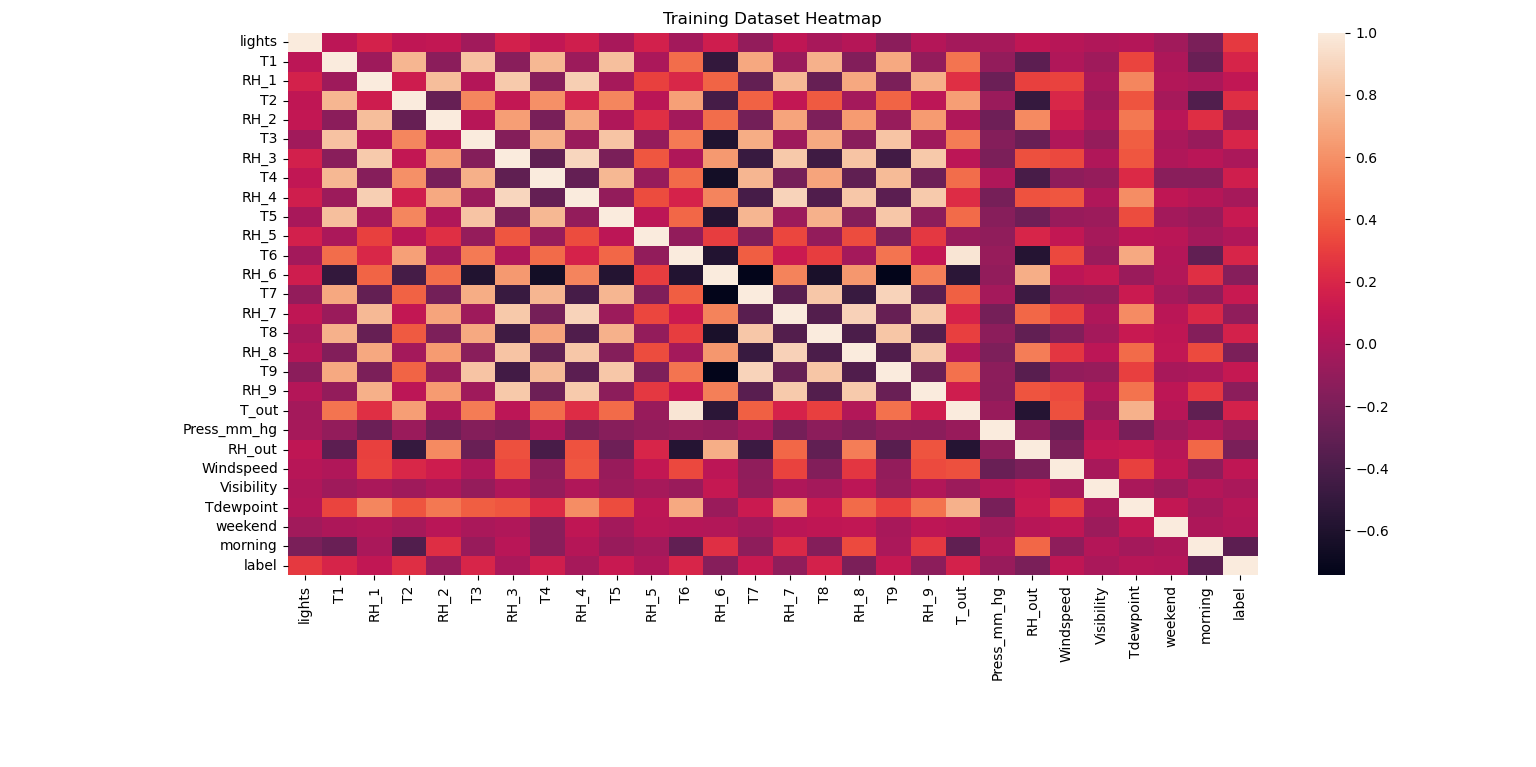 Training Dataset Heatmap
lights
T1
RH_1
T2
RH_2
T3
RH_3
T4
RH_4
T5
RH_5
T6
RH_6
T7
RH_7
T8
RH_8
T9
RH_9
T_out
Press_mm_hg
RH_out
Windspeed
Visibility
Tdewpoint
weekend
morning
label
lights
T1
RH_1
T2
RH_2
T3
RH_3
T4
RH_4
T5
RH_5
T6
RH_6
T7
RH_7
T8
RH_8
T9
RH_9
T_out
Press_mm_hg
RH_out
Windspeed
Visibility
Tdewpoint
weekend
morning
label
1.0
0.8
0.6
0.4
0.2
0.0
−0.2
−0.4
−0.6